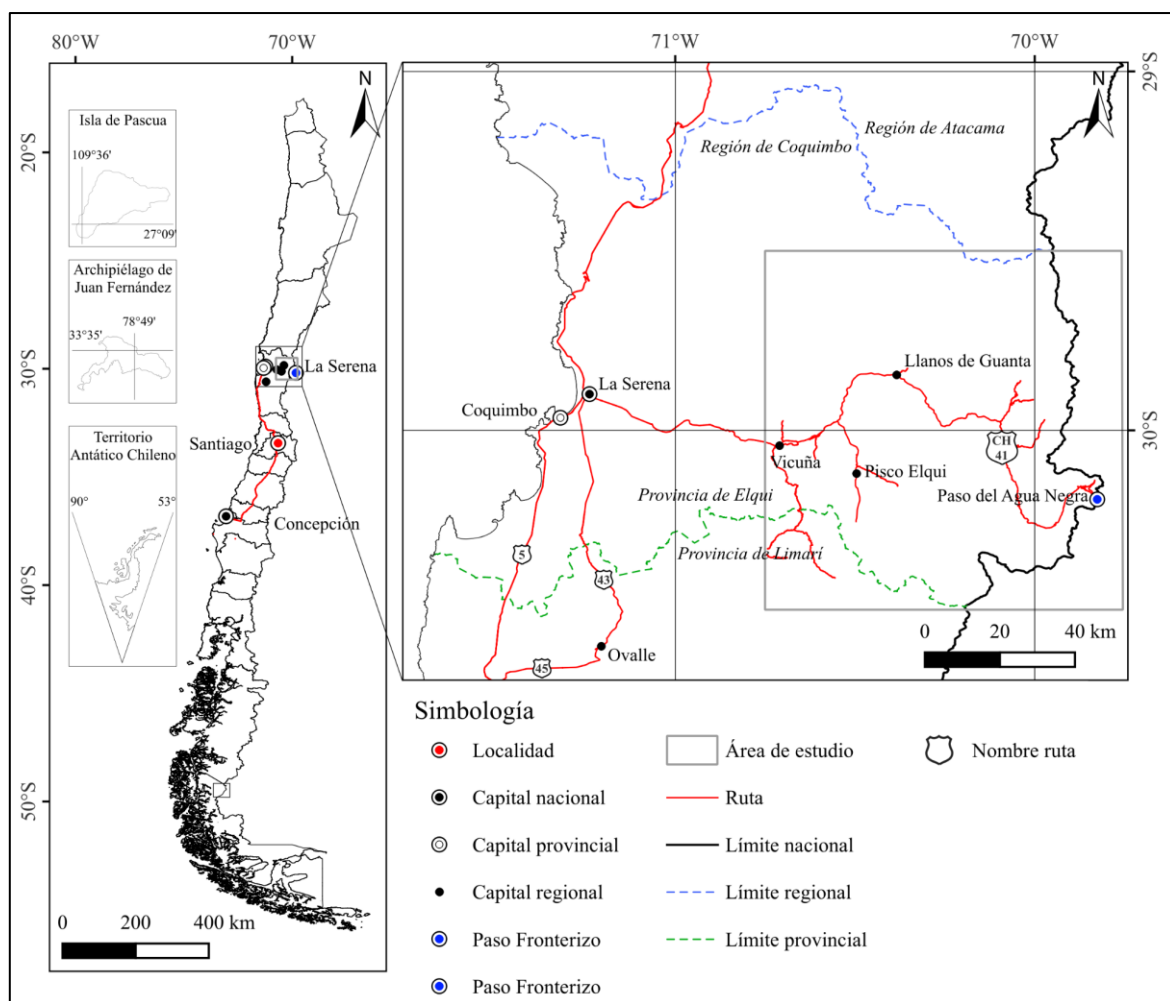 80°W
70°W
71°W
70°W
N
N
29°S
30°S
20°S
30°S
40°S
50°S
Isla de Pascua
109°36'
27°09'
Archipiélago de
Juan Fernández
78°49'
33°35'
Territorio
Antático Chileno
90°
53°
La Serena
Santiago
Concepción
0
200
400 km
Región de Atacama
Región de Coquimbo
Llanos de Guanta
La Serena
Coquimbo
Vicuña
Pisco Elqui
CH
41
Paso del Agua Negra
Provincia de Elqui
Provincia de Limarí
5
43
45
Ovalle
0
20
40 km
Simbología
Localidad
Área de estudio
Nombre ruta
Capital nacional
Ruta
Capital provincial
Límite nacional
Capital regional
Límite regional
Paso Fronterizo
Límite provincial
Paso Fronterizo